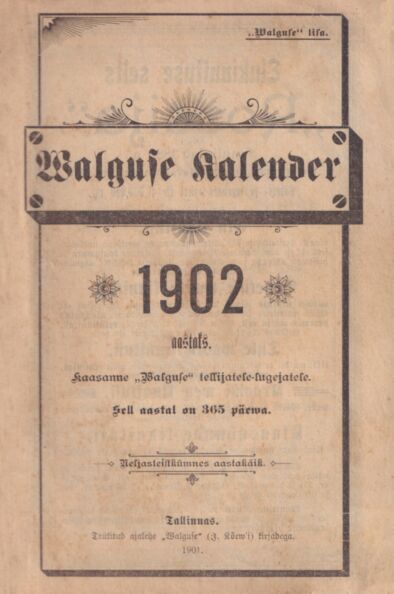 „Walguse“ lisa.
Walguse Kalender
1902
aastaks.
Kaasanne „Walguse“ tellijatele-lugejatele.
Sell aastal on 365 päewa.
Neljasteistkümnes aastakäik.
Tallinnas.
Trükitud ajalehe „Walguse“ (J. Kõrw'i) kirjadega.
1901.